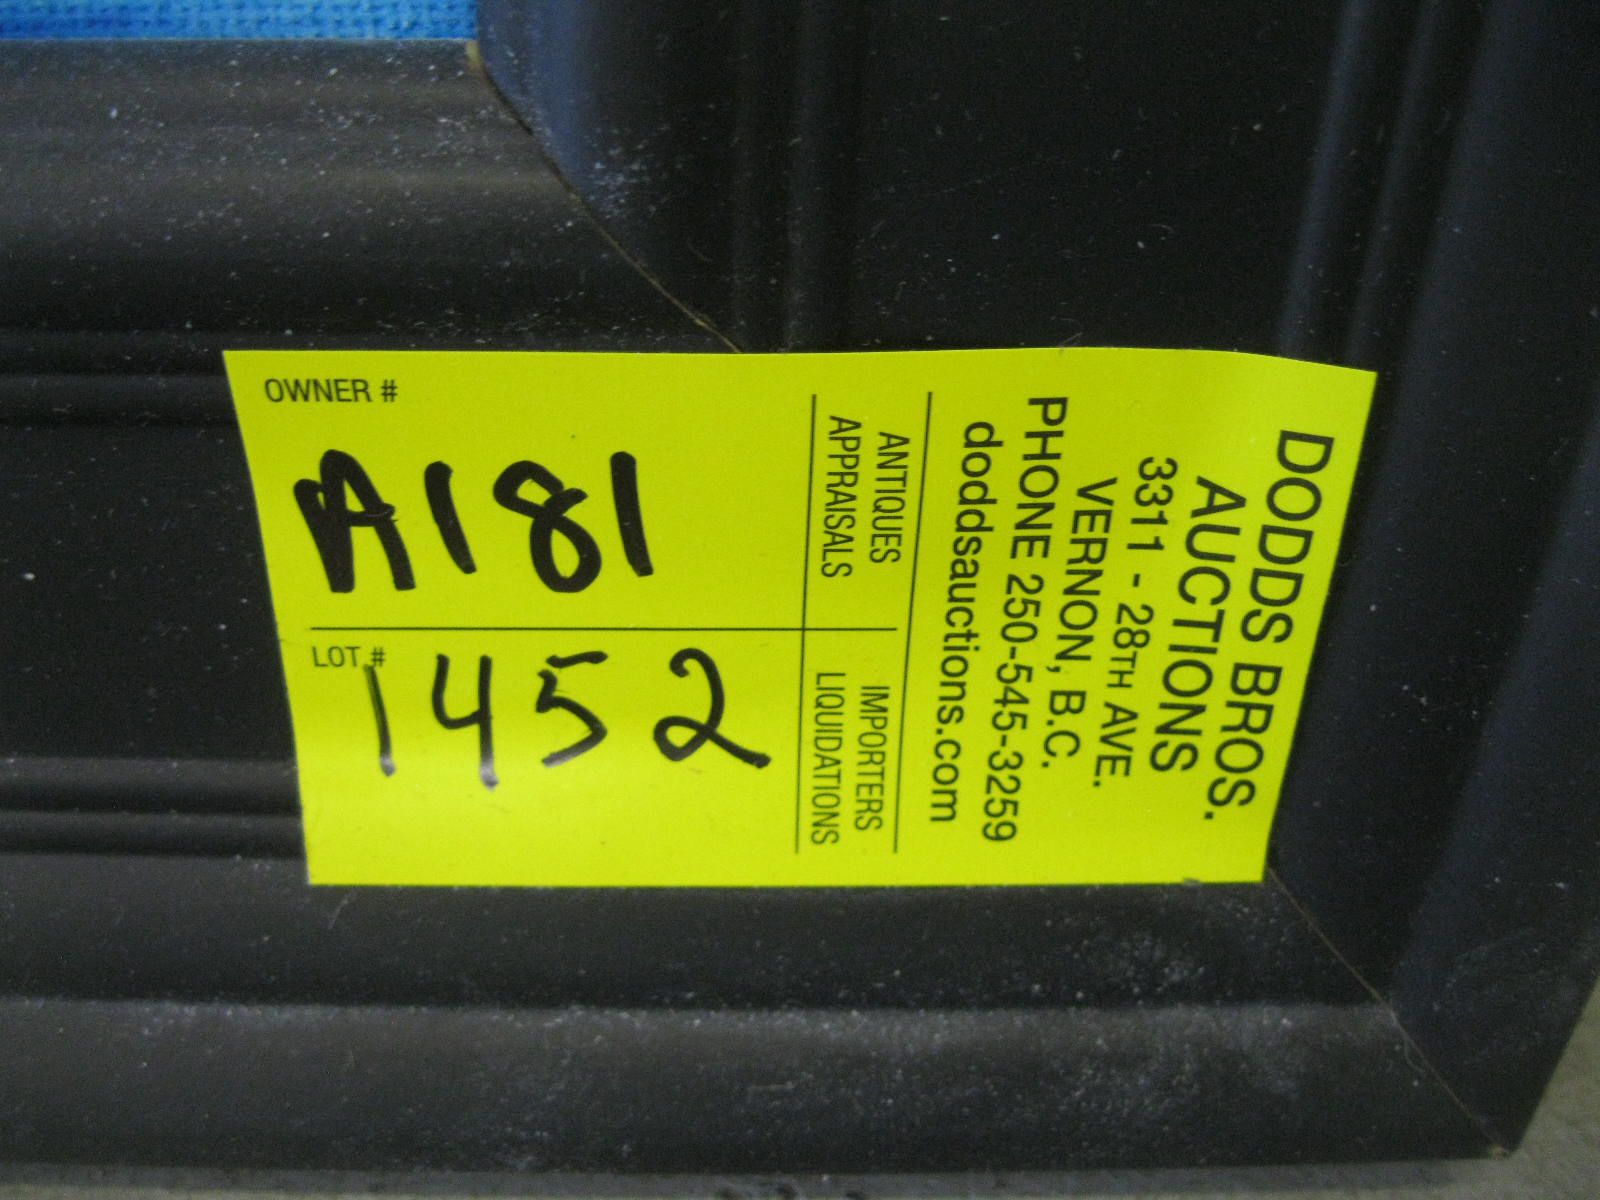 DODDS BROS.
AUCTIONS
3311 - 28TH AVE.
VERNON, B.C.
PHONE 250-545-3259
doddsauctions.com
ANTIQUES
APPRAISALS
IMPORTERS
LIQUIDATIONS
OWNER #
A181
LOT #
1452